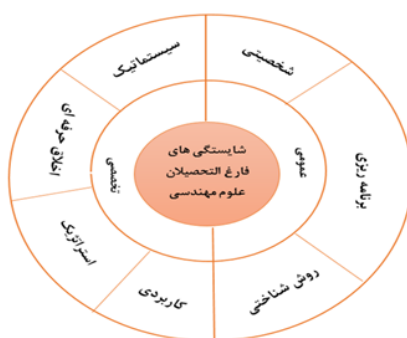 شایستگی های
فارغ التحصیلان
علوم مهندسی
عمومی
تخصصی
شخصیتی
برنامه ریزی
روش شناختی
کاربردی
استراتژیک
اخلاق حرفه ای
سیستماتیک